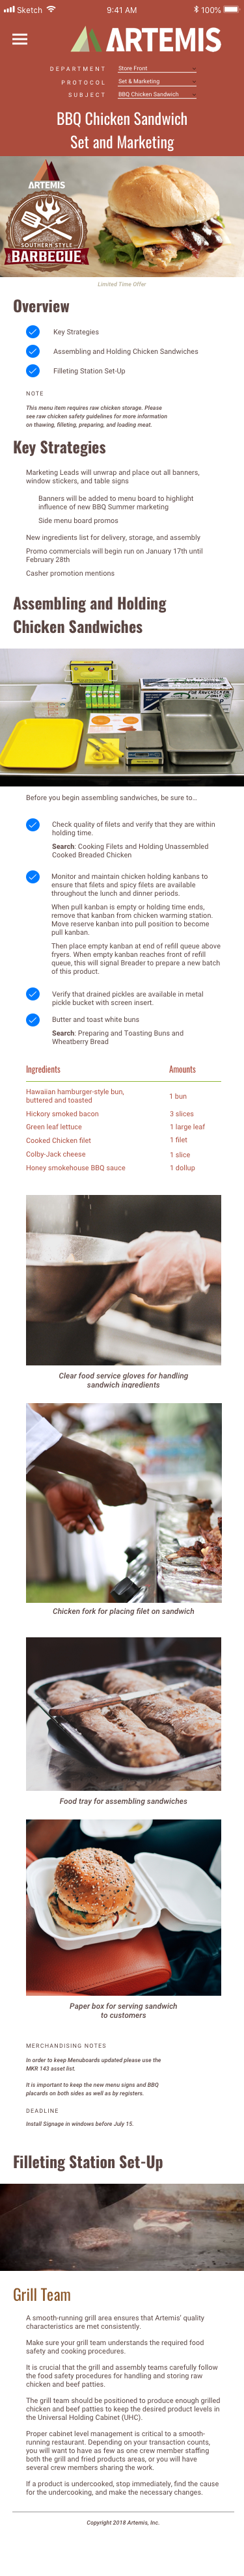 Sketch
9:41 AM
100%
ARTEMIS
DEPARTMENT Store Front
PROTOCOL Set & Marketing
SUBJECT BBQ Chicken Sandwich
BBQ Chicken Sandwich
Set and Marketing
ARTEMIS
SOUTHERN STYLE
BARBECUE
Limited Time Offer
Overview
Key Strategies
Assembling and Holding Chicken Sandwiches
Filleting Station Set-Up
NOTE
This menu item requires raw chicken storage. Please
see raw chicken safety guidelines for more information
on thawing, filleting, preparing, and loading meat.
Key Strategies
Marketing Leads will unwrap and place out all banners,
window stickers, and table signs
Banners will be added to menu board to highlight
influence of new BBQ Summer marketing
Side menu board promos
New ingredients list for delivery, storage, and assembly
Promo commercials will begin run on January 17th until
February 28th
Casher promotion mentions
Assembling and Holding
Chicken Sandwiches
Before you begin assembling sandwiches, be sure to...
Check quality of filets and verify that they are within
holding time.
Search: Cooking Filets and Holding Unassembled
Cooked Breaded Chicken
Monitor and maintain chicken holding kanbans to
ensure that filets and spicy filets are available
throughout the lunch and dinner periods.
When pull kanban is empty or holding time ends,
remove that kanban from chicken warming station.
Move reserve kanban into pull position to become
pull kanban.
Then place empty kanban at end of refill queue above
fryers. When empty kanban reaches front of refill
queue, this will signal Breader to prepare a new batch
of this product.
Verify that drained pickles are available in metal
pickle bucket with screen insert.
Butter and toast white buns
Search: Preparing and Toasting Buns and
Wheatberry Bread
Ingredients Amounts
Hawaiian hamburger-style bun,
buttered and toasted
1 bun
Hickory smoked bacon 3 slices
Green leaf lettuce 1 large leaf
Cooked Chicken filet 1 filet
Colby-Jack cheese 1 slice
Honey smokehouse BBQ sauce 1 dollup
Clear food service gloves for handling
sandwich ingredients
Chicken fork for placing filet on sandwich
Food tray for assembling sandwiches
Paper box for serving sandwich
to customers
MERCHANDISING NOTES
In order to keep Menuboards updated please use the
MKR 143 asset list.
It is important to keep the new menu signs and BBQ
placards on both sides as well as by registers.
DEADLINE
Install Signage in windows before July 15.
Filleting Station Set-Up
Grill Team
A smooth-running grill area ensures that Artemis' quality
characteristics are met consistently.
Make sure your grill team understands the required food
safety and cooking procedures.
It is crucial that the grill and assembly teams carefully follow
the food safety procedures for handling and storing raw
chicken and beef patties.
The grill team should be positioned to produce enough grilled
chicken and beef patties to keep the desired product levels in
the Universal Holding Cabinet (UHC).
Proper cabinet level management is critical to a smooth-
running restaurant. Depending on your transaction counts,
you will want to have as few as one crew member staffing
both the grill and fried products areas, or you will have
several crew members sharing the work.
If a product is undercooked, stop immediately, find the cause
for the undercooking, and make the necessary changes.
Copyright 2018 Artemis, Inc.